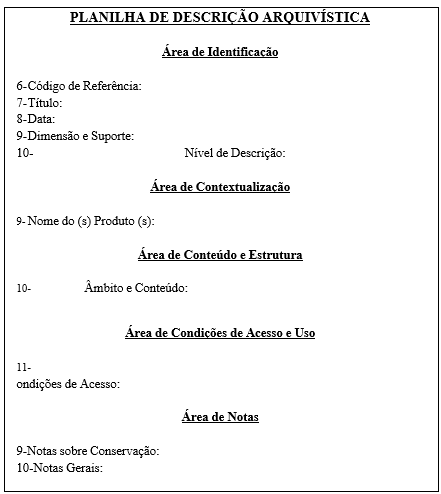 PLANILHA DE DESCRIÇÃO ARQUIVÍSTICA
Área de Identificação
6-Código de Referência:
7-Título:
8-Data:
9-Dimensão e Suporte:
10- Nível de Descrição:
Área de Contextualização
9- Nome do (s) Produto (s):
Área de Conteúdo e Estrutura
10- Âmbito e Conteúdo:
Área de Condições de Acesso e Uso
11-
ondições de Acesso:
Área de Notas
9-Notas sobre Conservação:
10-Notas Gerais: